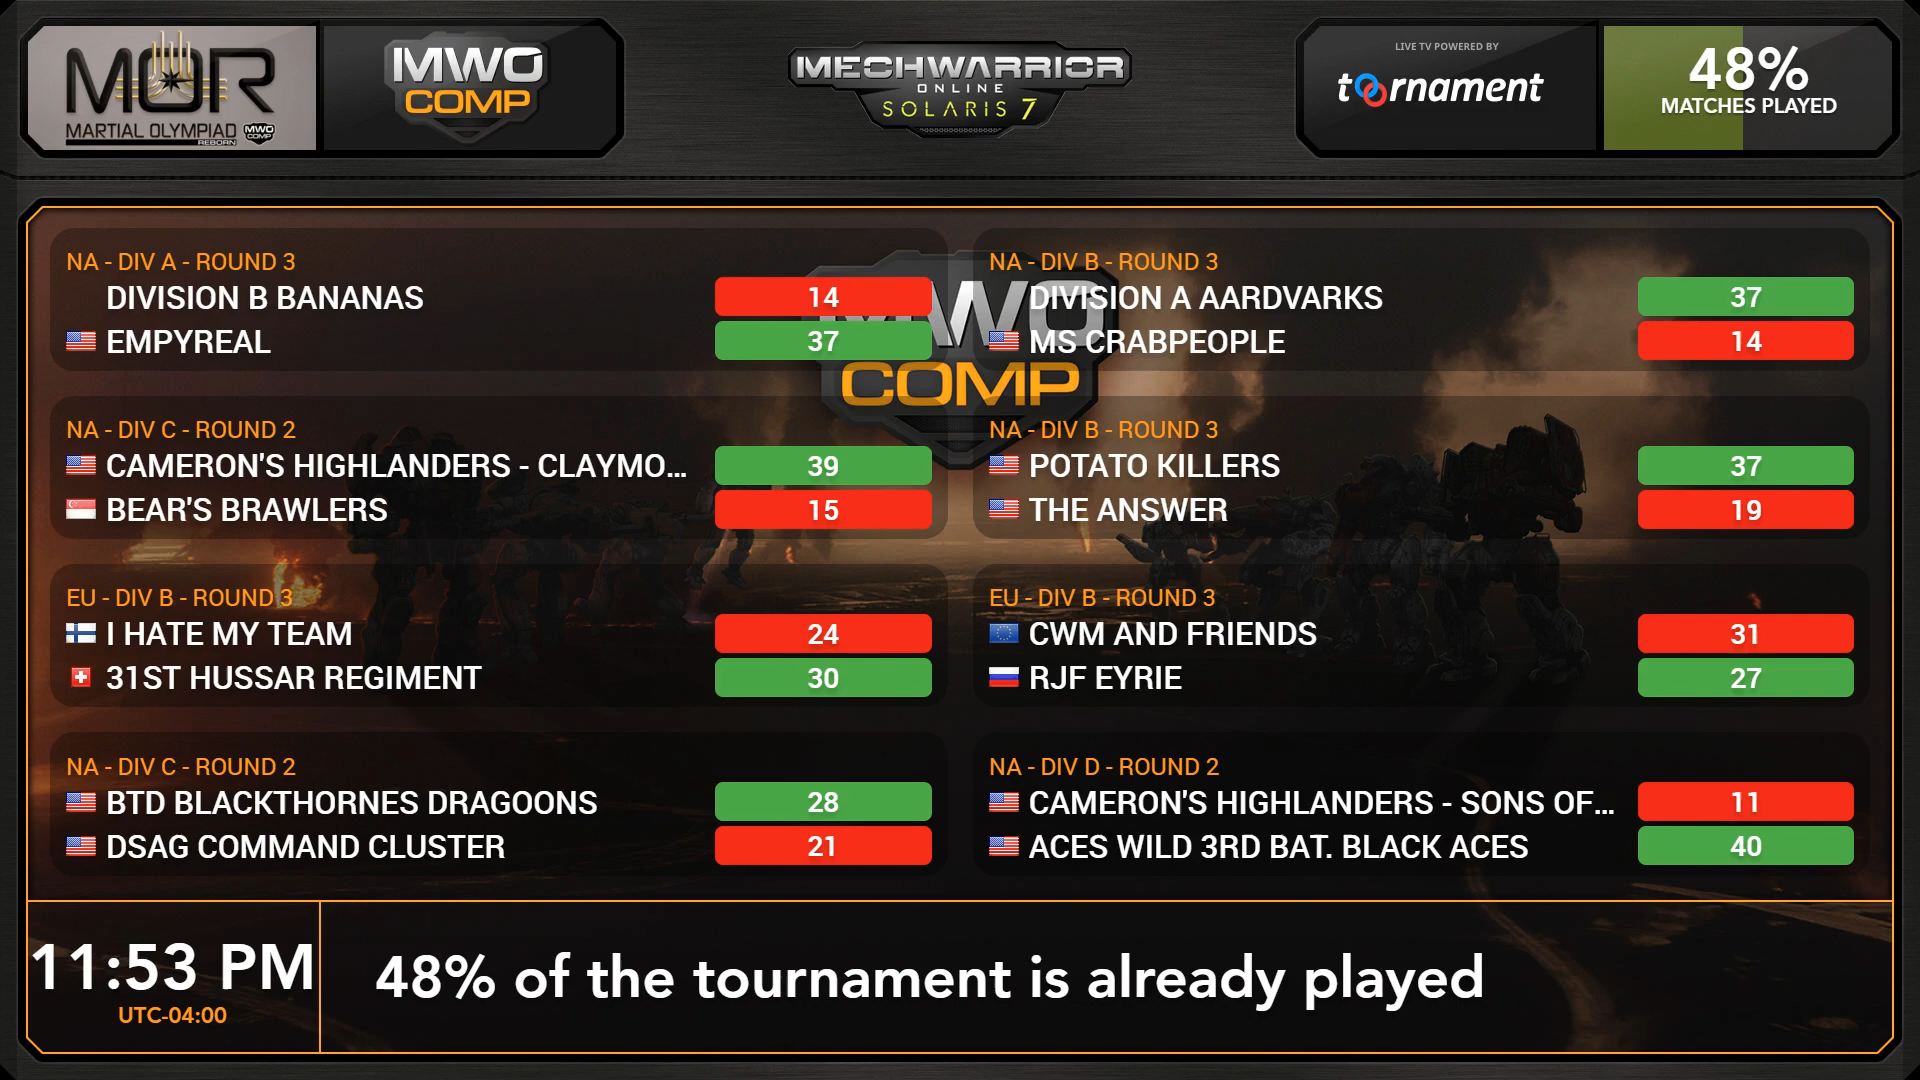 MOR
MARTIAL OLYMPIAD
REBORN
MWO
COMP
MWO
COMP
MECHWARRIOR
ONLINE
SOLARIS 7
LIVE TV POWERED BY
toornament
48%
MATCHES PLAYED
MWO
COMP
NA - DIV A - ROUND 3
DIVISION B BANANAS 14
EMPYREAL 37
NA - DIV B - ROUND 3
DIVISION A AARDVARKS 37
MS CRABPEOPLE 14
NA - DIV C - ROUND 2
CAMERON'S HIGHLANDERS - CLAYMO... 39
BEAR'S BRAWLERS 15
NA - DIV B - ROUND 3
POTATO KILLERS 37
THE ANSWER 19
EU - DIV B - ROUND 3
I HATE MY TEAM 24
31ST HUSSAR REGIMENT 30
EU - DIV B - ROUND 3
CWM AND FRIENDS 31
RJF EYRIE 27
NA - DIV C - ROUND 2
BTD BLACKTHORNES DRAGOONS 28
DSAG COMMAND CLUSTER 21
NA - DIV D - ROUND 2
CAMERON'S HIGHLANDERS - SONS OF... 11
ACES WILD 3RD BAT. BLACK ACES 40
11:53 PM
UTC-04:00
48% of the tournament is already played